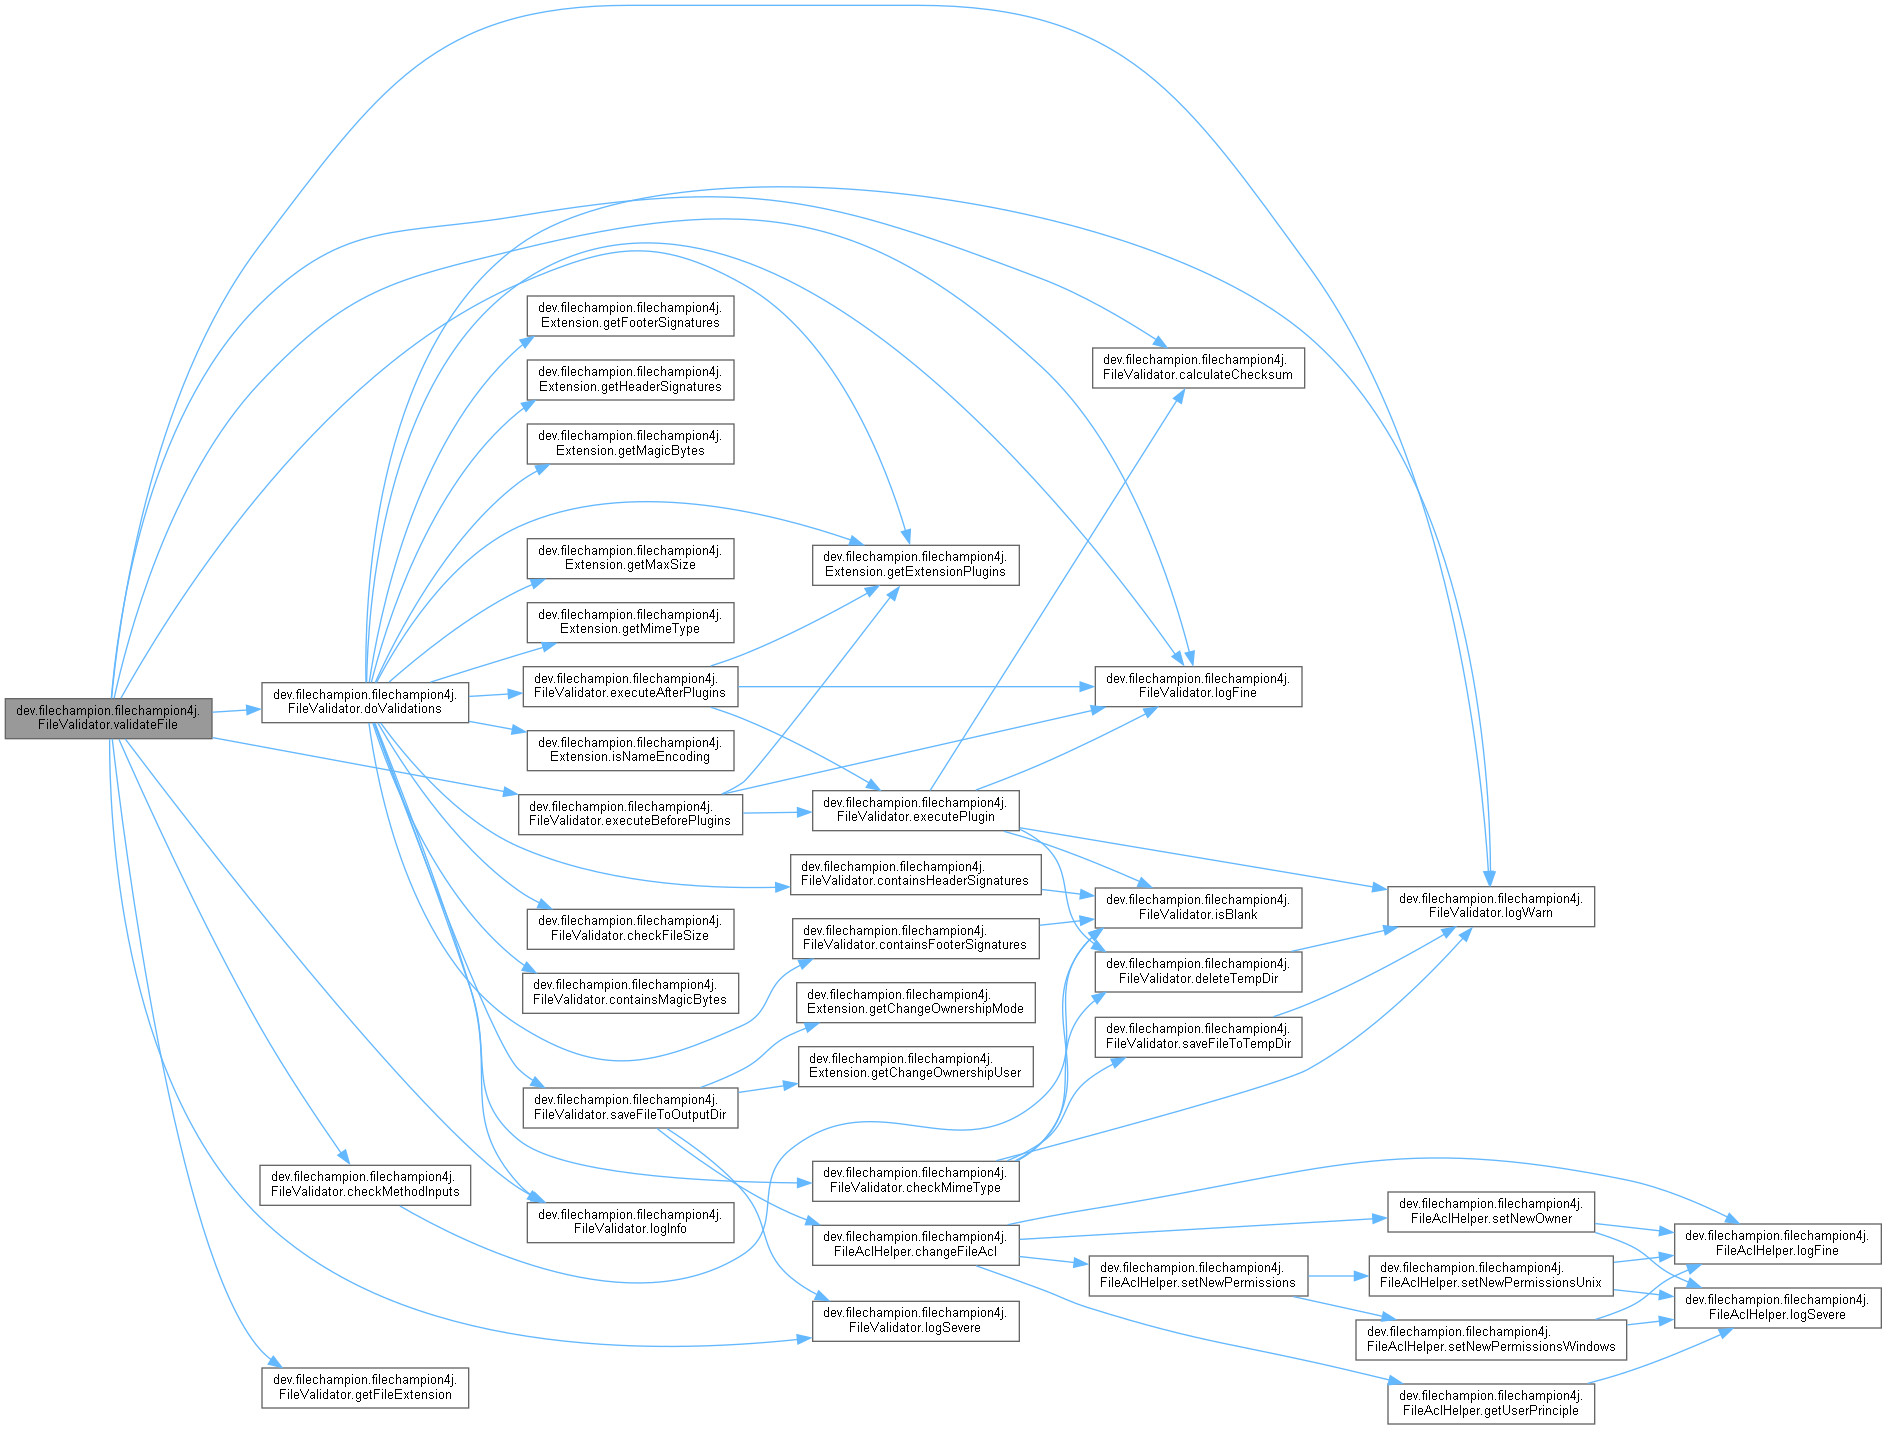 dev.filechampion.filechampion4j.
FileValidator.validateFile
dev.filechampion.filechampion4j.
FileValidator.doValidations
dev.filechampion.filechampion4j.
FileValidator.checkMethodInputs
dev.filechampion.filechampion4j.
FileValidator.getFileExtension
dev.filechampion.filechampion4j.
Extension.getFooterSignatures
dev.filechampion.filechampion4j.
Extension.getHeaderSignatures
dev.filechampion.filechampion4j.
Extension.getMagicBytes
dev.filechampion.filechampion4j.
Extension.getMaxSize
dev.filechampion.filechampion4j.
Extension.getMimeType
dev.filechampion.filechampion4j.
FileValidator.executeAfterPlugins
dev.filechampion.filechampion4j.
Extension.isNameEncoding
dev.filechampion.filechampion4j.
FileValidator.executeBeforePlugins
dev.filechampion.filechampion4j.
FileValidator.checkFileSize
dev.filechampion.filechampion4j.
FileValidator.containsMagicBytes
dev.filechampion.filechampion4j.
FileValidator.saveFileToOutputDir
dev.filechampion.filechampion4j.
FileValidator.logInfo
dev.filechampion.filechampion4j.
Extension.getExtensionPlugins
dev.filechampion.filechampion4j.
FileValidator.executePlugin
dev.filechampion.filechampion4j.
FileValidator.containsHeaderSignatures
dev.filechampion.filechampion4j.
FileValidator.containsFooterSignatures
dev.filechampion.filechampion4j.
Extension.getChangeOwnershipMode
dev.filechampion.filechampion4j.
Extension.getChangeOwnershipUser
dev.filechampion.filechampion4j.
FileValidator.checkMimeType
dev.filechampion.filechampion4j.
FileAclHelper.changeFileAcl
dev.filechampion.filechampion4j.
FileValidator.logSevere
dev.filechampion.filechampion4j.
FileValidator.calculateChecksum
dev.filechampion.filechampion4j.
FileValidator.logFine
dev.filechampion.filechampion4j.
FileValidator.isBlank
dev.filechampion.filechampion4j.
FileValidator.deleteTempDir
dev.filechampion.filechampion4j.
FileValidator.saveFileToTempDir
dev.filechampion.filechampion4j.
FileAclHelper.setNewPermissions
dev.filechampion.filechampion4j.
FileValidator.logWarn
dev.filechampion.filechampion4j.
FileAclHelper.setNewOwner
dev.filechampion.filechampion4j.
FileAclHelper.setNewPermissionsUnix
dev.filechampion.filechampion4j.
FileAclHelper.setNewPermissionsWindows
dev.filechampion.filechampion4j.
FileAclHelper.getUserPrinciple
dev.filechampion.filechampion4j.
FileAclHelper.logFine
dev.filechampion.filechampion4j.
FileAclHelper.logSevere